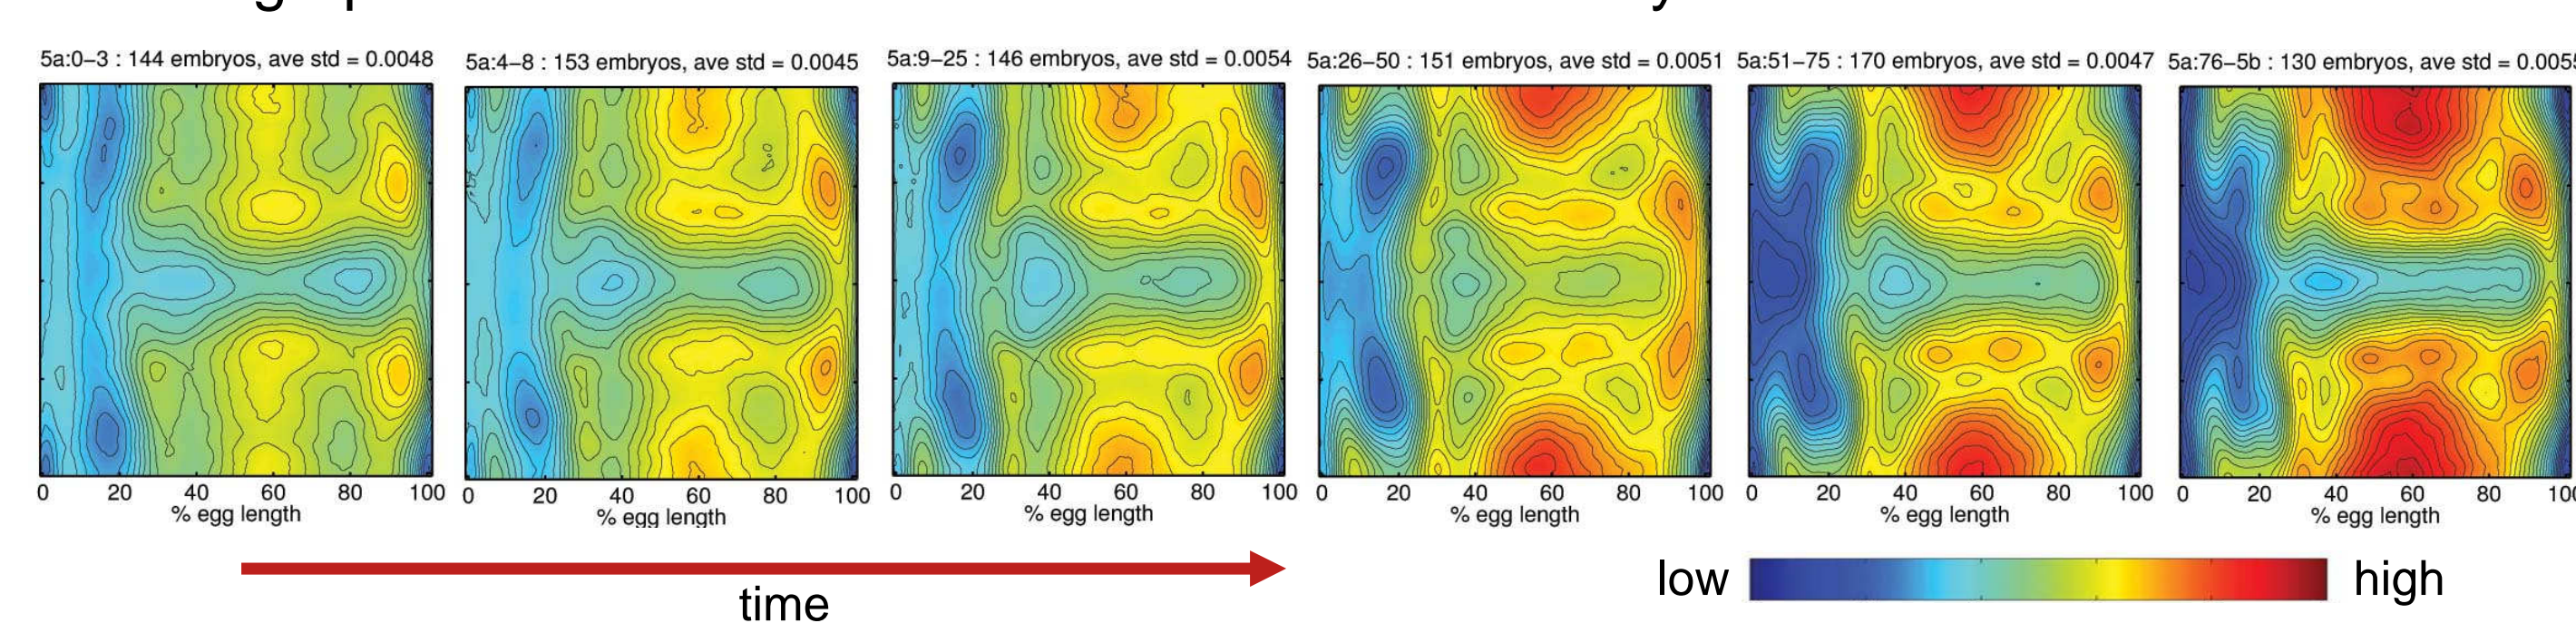 5a:0–3 : 144 embryos, ave std = 0.0048
5a:4–8 : 153 embryos, ave std = 0.0045
5a:9–25 : 146 embryos, ave std = 0.0054
5a:26–50 : 151 embryos, ave std = 0.0051
5a:51–75 : 170 embryos, ave std = 0.0047
5a:76–5b : 130 embryos, ave std =
0 20 40 60 80 100
% egg length
0 20 40 60 80 100
% egg length
0 20 40 60 80 100
% egg length
0 20 40 60 80 100
% egg length
0 20 40 60 80 100
% egg length
0 20 40 60 80
% egg length
time
low
high